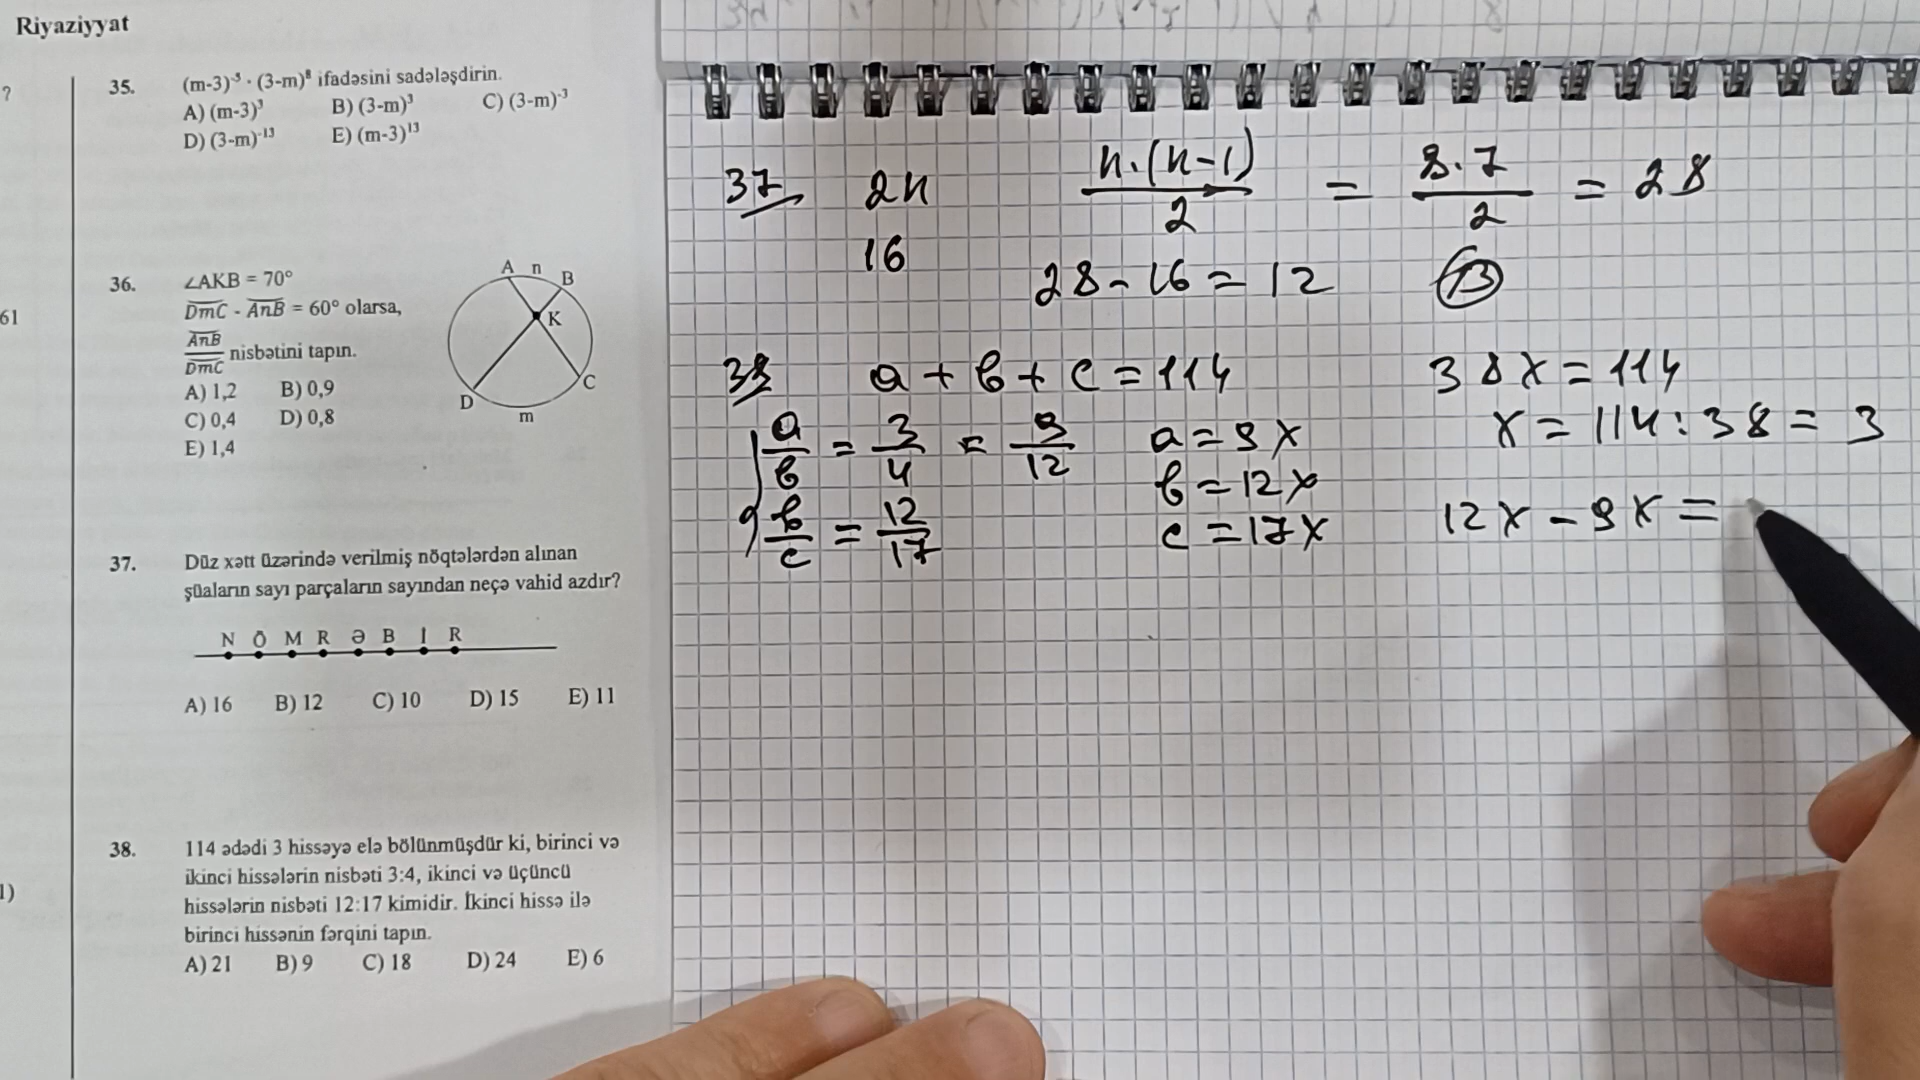 Riyaziyyat
?
35. (m-3)⁻⁵ · (3-m)⁸ ifadəsini sadələşdirin.
A) (m-3)³ B) (3-m)³ C) (3-m)⁻³
D) (3-m)⁻¹³ E) (m-3)¹³
36. ∠AKB = 70°
DmC - AnB = 60° olarsa,
61
AnB
DmC nisbətini tapın.
A) 1,2 B) 0,9
C) 0,4 D) 0,8
E) 1,4
A n B
K
C
D
m
37. Düz xətt üzərində verilmiş nöqtələrdən alınan
şüaların sayı parçaların sayından neçə vahid azdır?
N Ö M R Ə B İ R
A) 16 B) 12 C) 10 D) 15 E) 11
38. 114 ədədi 3 hissəyə elə bölünmüşdür ki, birinci və
ikinci hissələrin nisbəti 3:4, ikinci və üçüncü
1)
hissələrin nisbəti 12:17 kimidir. İkinci hissə ilə
birinci hissənin fərqini tapın.
A) 21 B) 9 C) 18 D) 24 E) 6
37 2n n·(n-1)/2 = 8·7/2 = 28
16 28-16=12 B
38 a+b+c=114 38x=114
a/b = 3/4 = 9/12 a=9x x=114:38=3
b=12x
b/c = 12/17 c=17x 12x-9x=